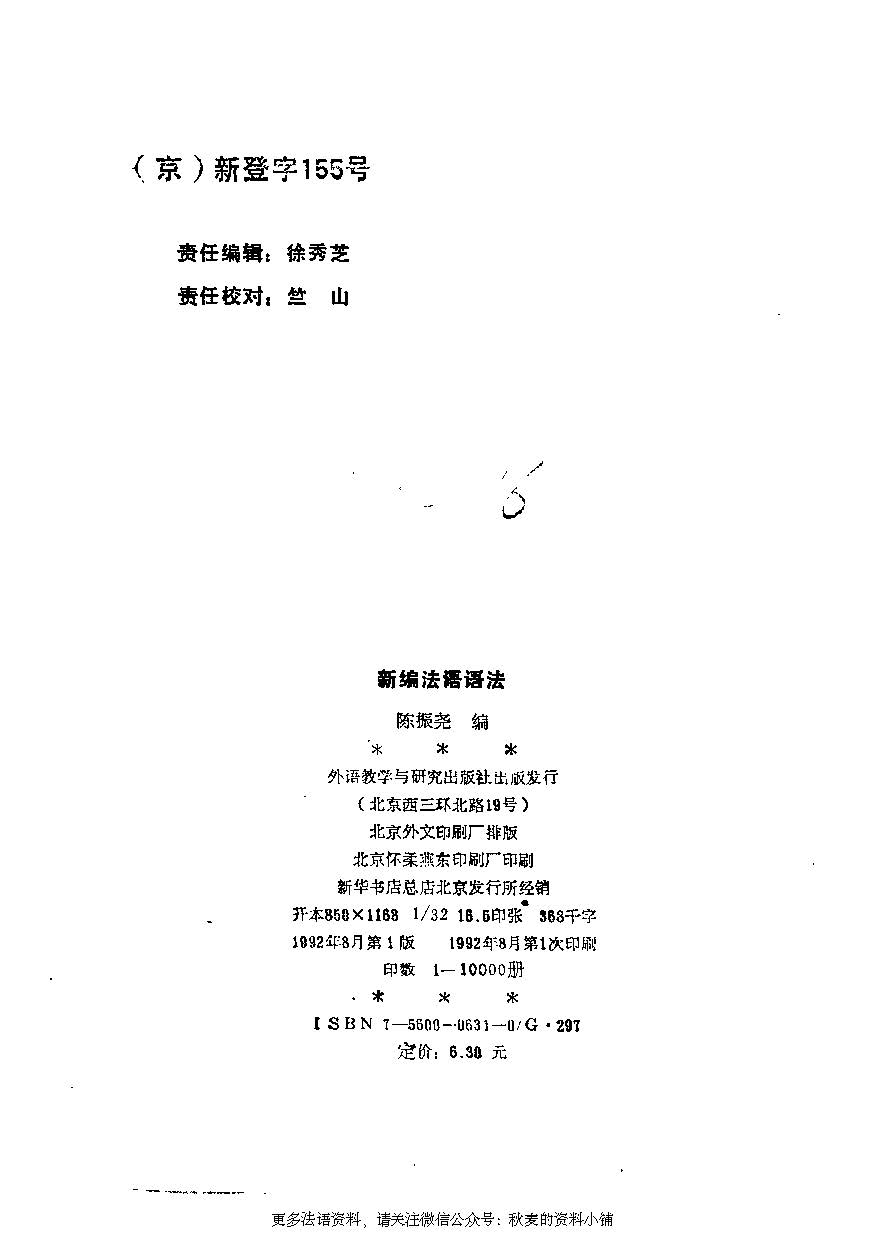 （京）新登字155号
责任编辑：徐秀芝
责任校对：竺 山
新编法语语法
陈振尧 编
* * *
外语教学与研究出版社出版发行
（北京西三环北路19号）
北京外文印刷厂排版
北京怀柔燕东印刷厂印刷
新华书店总店北京发行所经销
开本850×1168 1/32 16.5印张 363千字
1992年8月第1版 1992年8月第1次印刷
印数 1—10000册
* * *
ISBN 7—5600—0631—0/G·297
定价：6.30 元
更多法语资料，请关注微信公众号：秋麦的资料小铺